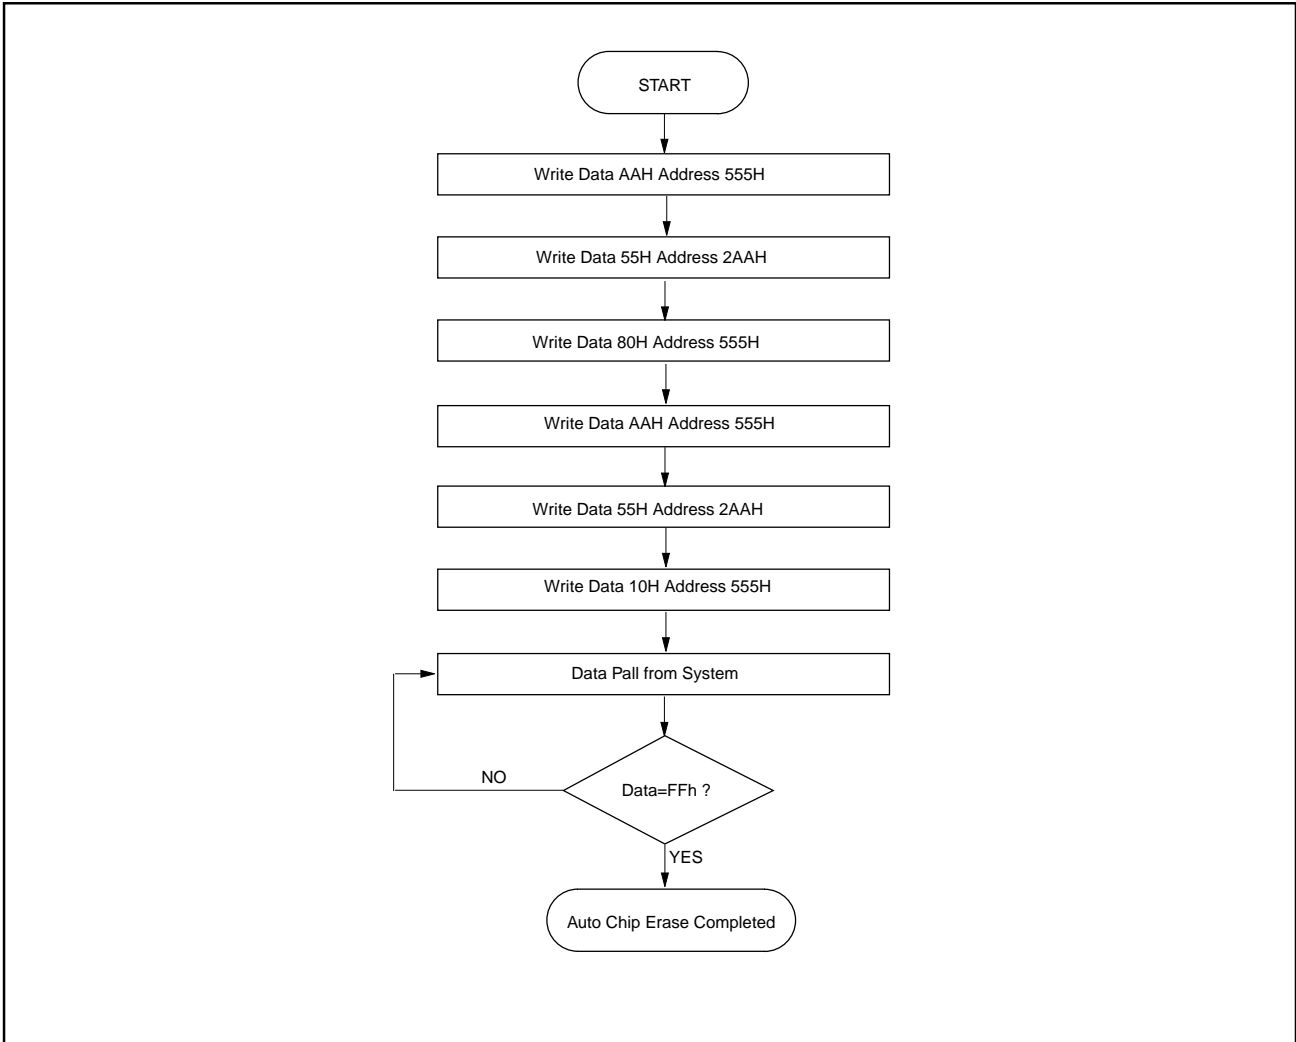 START
Write Data AAH Address 555H
Write Data 55H Address 2AAH
Write Data 80H Address 555H
Write Data AAH Address 555H
Write Data 55H Address 2AAH
Write Data 10H Address 555H
Data Pall from System
NO
Data=FFh ?
YES
Auto Chip Erase Completed